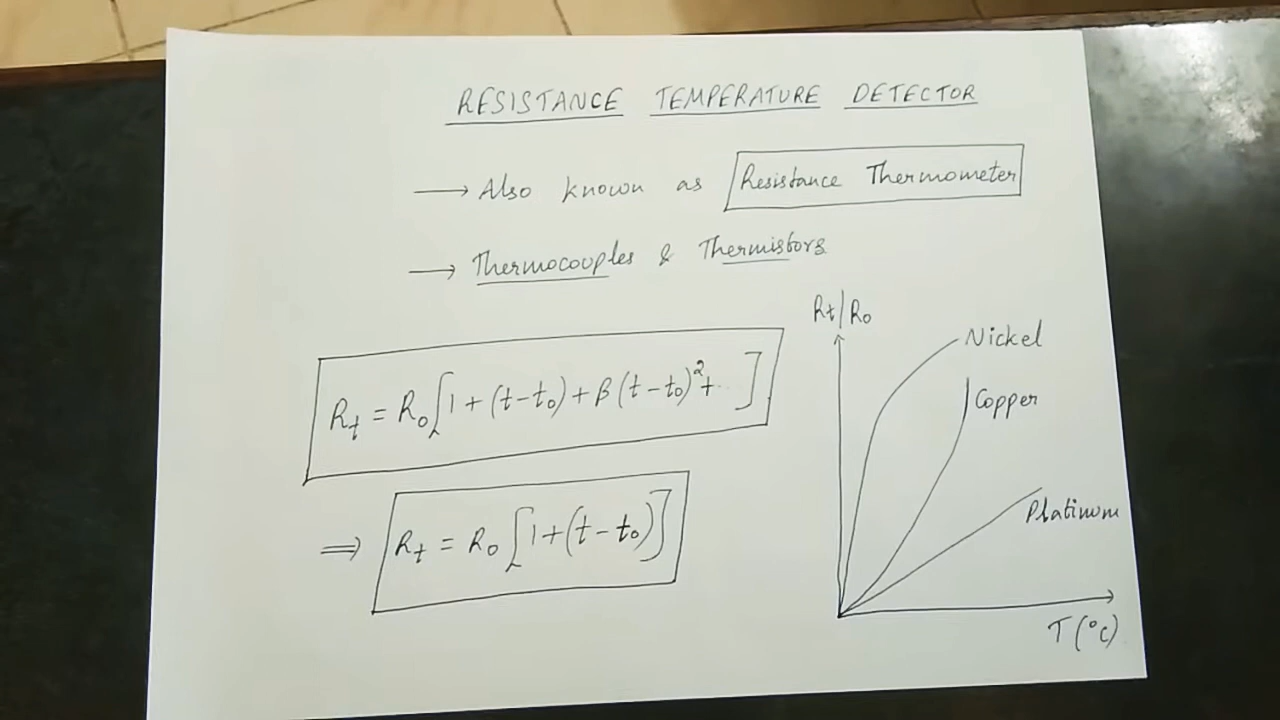 RESISTANCE TEMPERATURE DETECTOR
→ Also known as Resistance Thermometer
→ Thermocouples & Thermistors
Rt/R₀
Nickel
Copper
Platinum
T(°c)
Rₜ = R₀[1+(t-t₀)+β(t-t₀)²+..]
⇒ Rₜ = R₀[1+(t-t₀)]